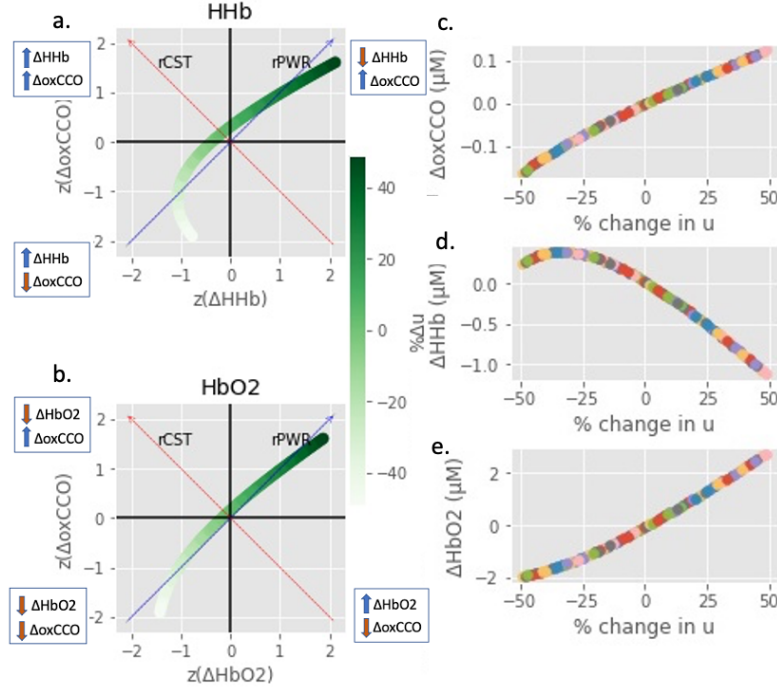 a.
HHb
c.
ΔHHb
ΔoxCCO
rCST
rPWR
ΔHHb
ΔoxCCO
2
1
0
−1
2
z(ΔoxCCO)
−2
−1
0
1
2
z(ΔHHb)
ΔHHb
ΔoxCCO
0.1
0.0
−0.1
ΔoxCCO (μM)
−50
−25
0
25
50
% change in u
40
20
0
−20
−40
%Δu
d.
0.0
−0.5
−1.0
ΔHHb (μM)
−50
−25
0
25
50
% change in u
b.
HbO2
ΔHbO2
ΔoxCCO
rCST
rPWR
2
1
0
−1
−2
z(ΔoxCCO)
−2
−1
0
1
2
z(ΔHbO2)
ΔHbO2
ΔoxCCO
ΔHbO2
ΔoxCCO
e.
2
0
−2
ΔHbO2 (μM)
−50
−25
0
25
50
% change in u